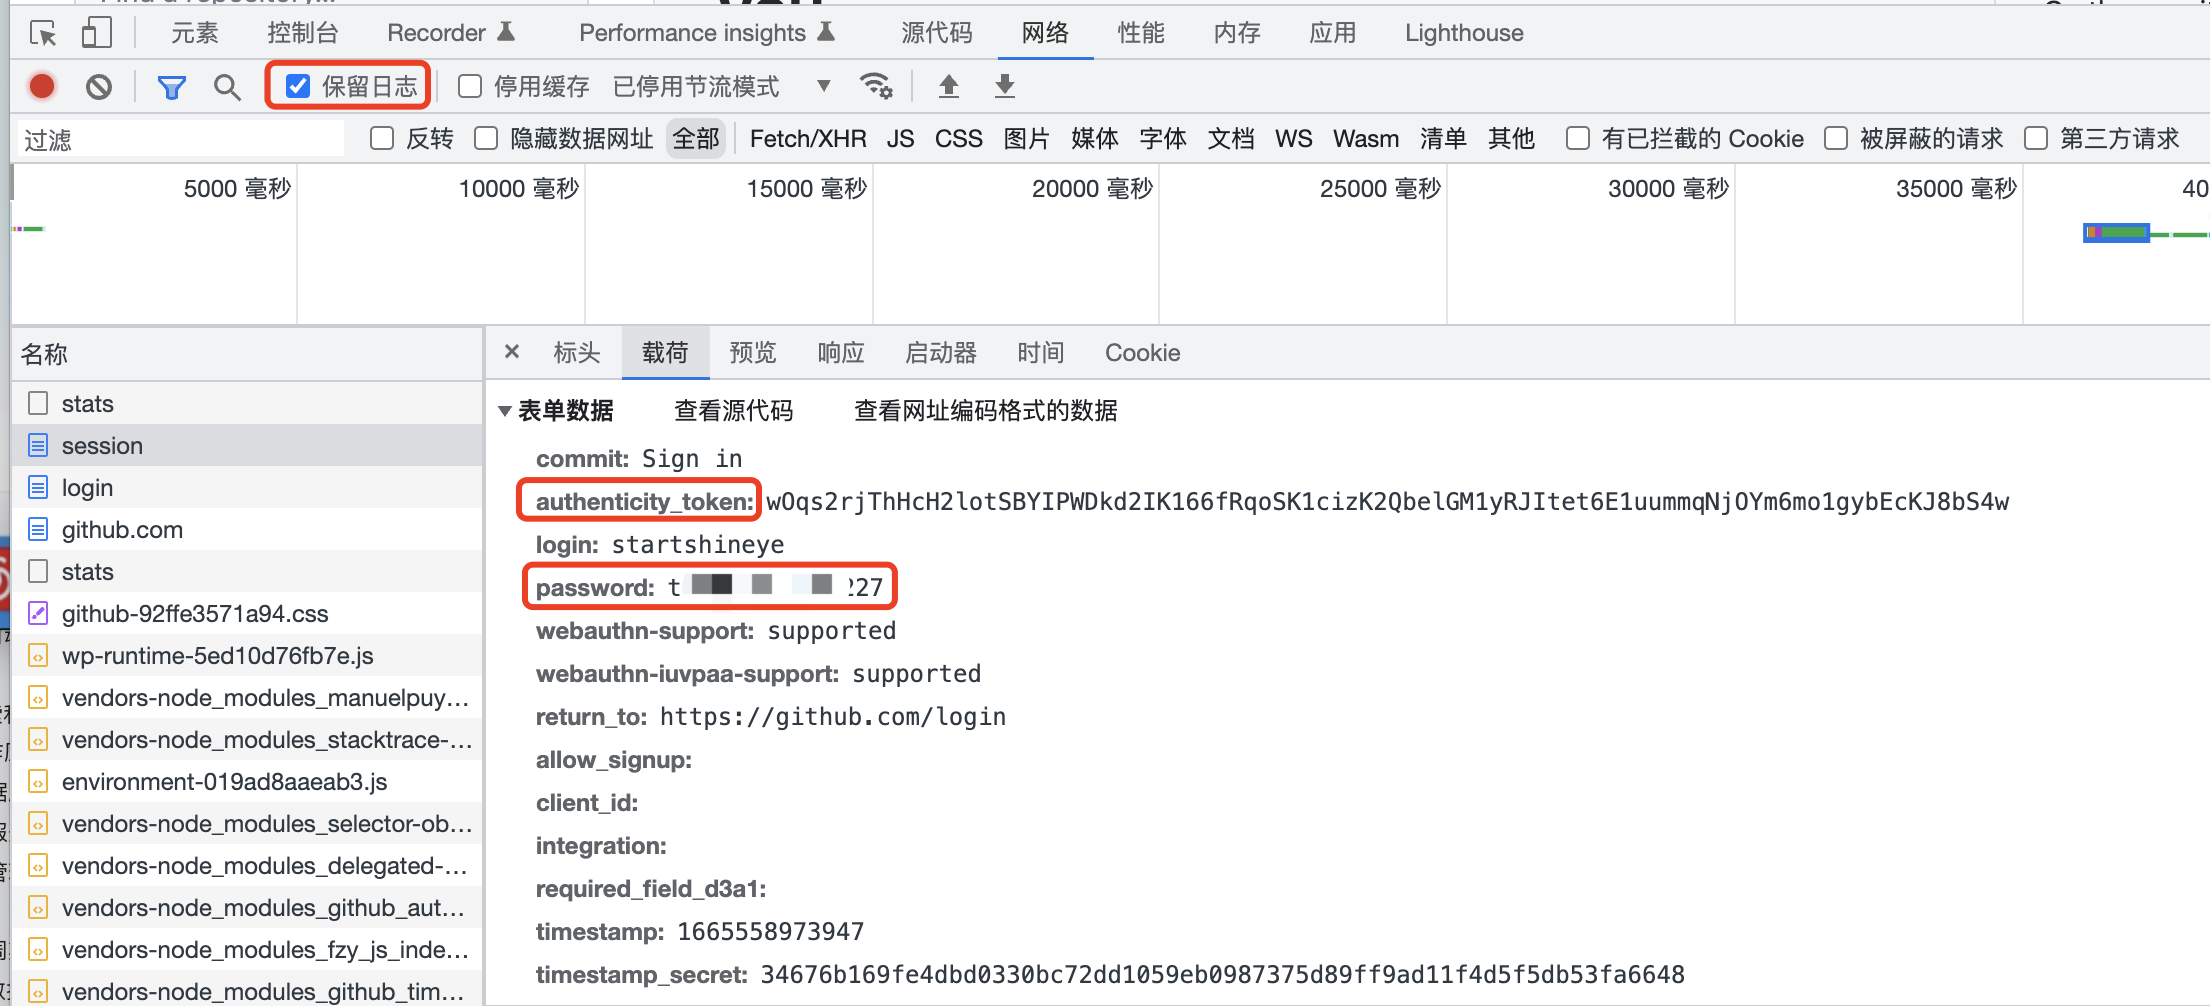 元素 控制台 Recorder Performance insights 源代码 网络 性能 内存 应用 Lighthouse
保留日志 停用缓存 已停用节流模式
过滤 反转 隐藏数据网址 全部 Fetch/XHR JS CSS 图片 媒体 字体 文档 WS Wasm 清单 其他 有已拦截的 Cookie 被屏蔽的请求 第三方请求
5000 毫秒 10000 毫秒 15000 毫秒 20000 毫秒 25000 毫秒 30000 毫秒 35000 毫秒 40
名称
stats
session
login
github.com
stats
github-92ffe3571a94.css
wp-runtime-5ed10d76fb7e.js
vendors-node_modules_manuelpuy…
vendors-node_modules_stacktrace-…
environment-019ad8aaeab3.js
vendors-node_modules_selector-ob…
vendors-node_modules_delegated-…
vendors-node_modules_github_aut…
vendors-node_modules_fzy_js_inde…
vendors-node_modules_github_tim…
× 标头 载荷 预览 响应 启动器 时间 Cookie
表单数据 查看源代码 查看网址编码格式的数据
commit: Sign in
authenticity_token: wOqs2rjThHcH2lotSBYIPWDkd2IK166fRqoSK1cizK2QbelGM1yRJItet6E1uummqNjOYm6mo1gybEcKJ8bS4w
login: startshineye
password: t 227
webauthn-support: supported
webauthn-iuvpaa-support: supported
return_to: https://github.com/login
allow_signup:
client_id:
integration:
required_field_d3a1:
timestamp: 1665558973947
timestamp_secret: 34676b169fe4dbd0330bc72dd1059eb0987375d89ff9ad11f4d5f5db53fa6648